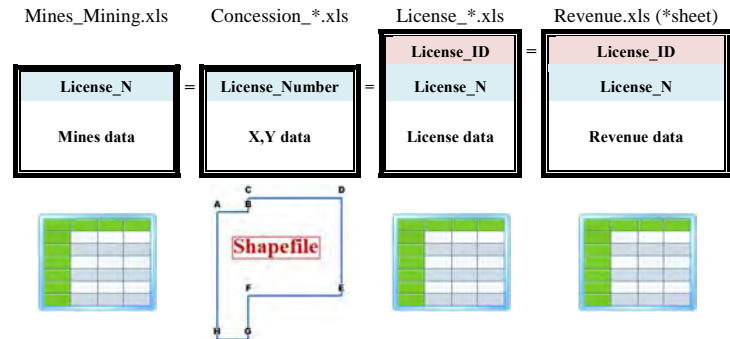 Mines_Mining.xls Concession_*.xls License_*.xls Revenue.xls (*sheet)
License_ID = License_ID
License_N = License_Number = License_N License_N
Mines data X,Y data License data Revenue data
C D
A B
Shapefile
F E
H G